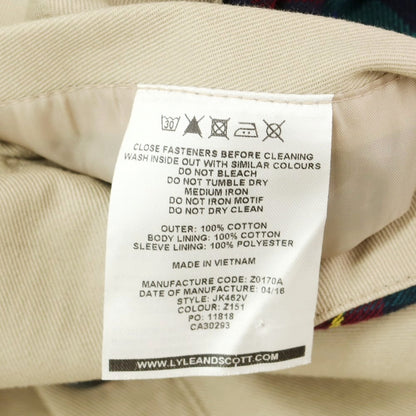 30
CLOSE FASTENERS BEFORE CLEANING
WASH INSIDE OUT WITH SIMILAR COLOURS
DO NOT BLEACH
DO NOT TUMBLE DRY
MEDIUM IRON
DO NOT IRON MOTIF
DO NOT DRY CLEAN
OUTER: 100% COTTON
BODY LINING: 100% COTTON
SLEEVE LINING: 100% POLYESTER
MADE IN VIETNAM
MANUFACTURE CODE: Z0170A
DATE OF MANUFACTURE: 04/16
STYLE: JK462V
COLOUR: Z151
PO: 11818
CA30293
WWW.LYLEANDSCOTT.COM